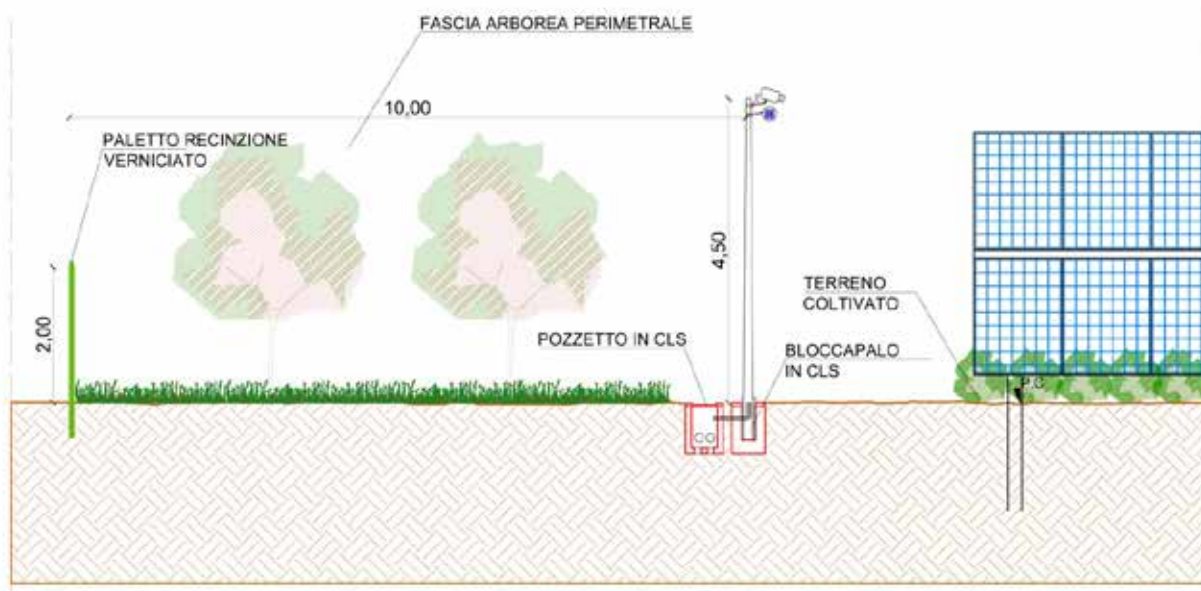 FASCIA ARBOREA PERIMETRALE
10,00
PALETTO RECINZIONE
VERNICIATO
4,50
2,00
TERRENO
COLTIVATO
POZZETTO IN CLS
BLOCCAPALO
IN CLS
P.C